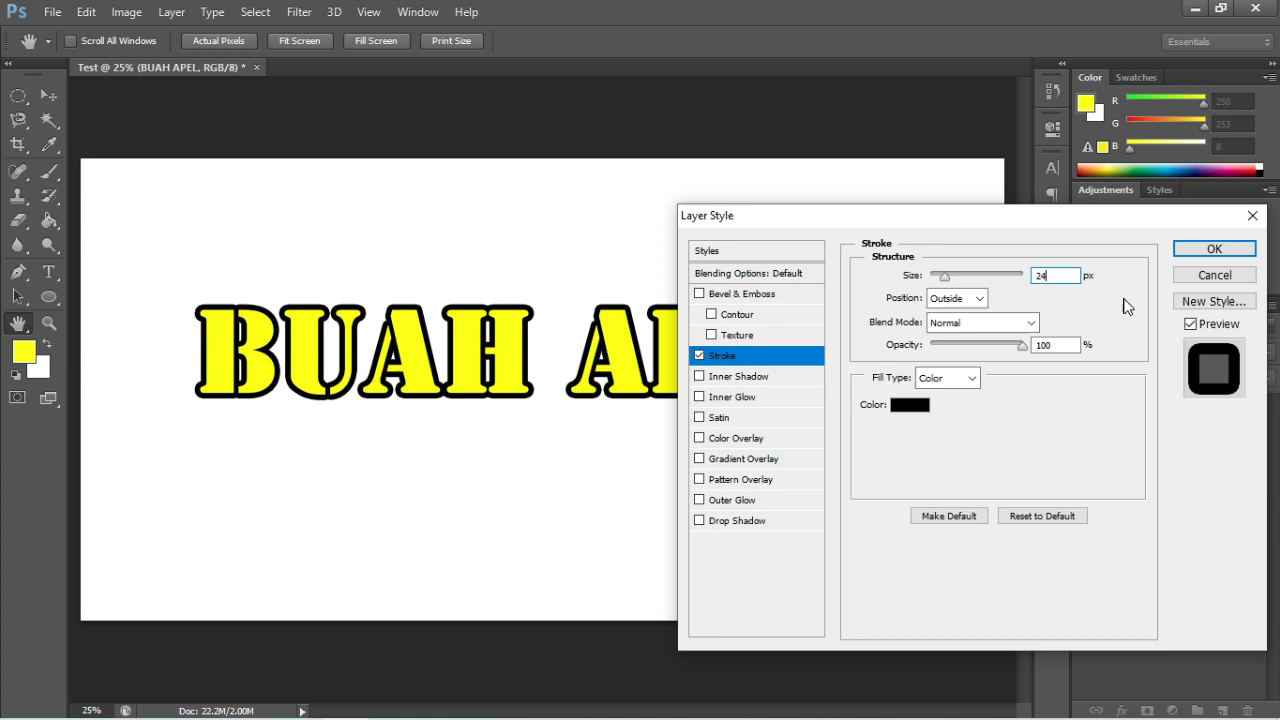 Ps File Edit Image Layer Type Select Filter 3D View Window Help
Scroll All Windows Actual Pixels Fit Screen Fill Screen Print Size Essentials
Test @ 25% (BUAH APEL, RGB/8) * ×
Color Swatches
R 250
G 253
B 8
Adjustments Styles
BUAH
Layer Style
Styles
Blending Options: Default
Bevel & Emboss
Contour
Texture
Stroke
Inner Shadow
Inner Glow
Satin
Color Overlay
Gradient Overlay
Pattern Overlay
Outer Glow
Drop Shadow
Stroke
Structure
Size: 24 px
Position: Outside
Blend Mode: Normal
Opacity: 100 %
Fill Type: Color
Color:
Make Default Reset to Default
OK
Cancel
New Style...
Preview
25% Doc: 22.2M/2.00M